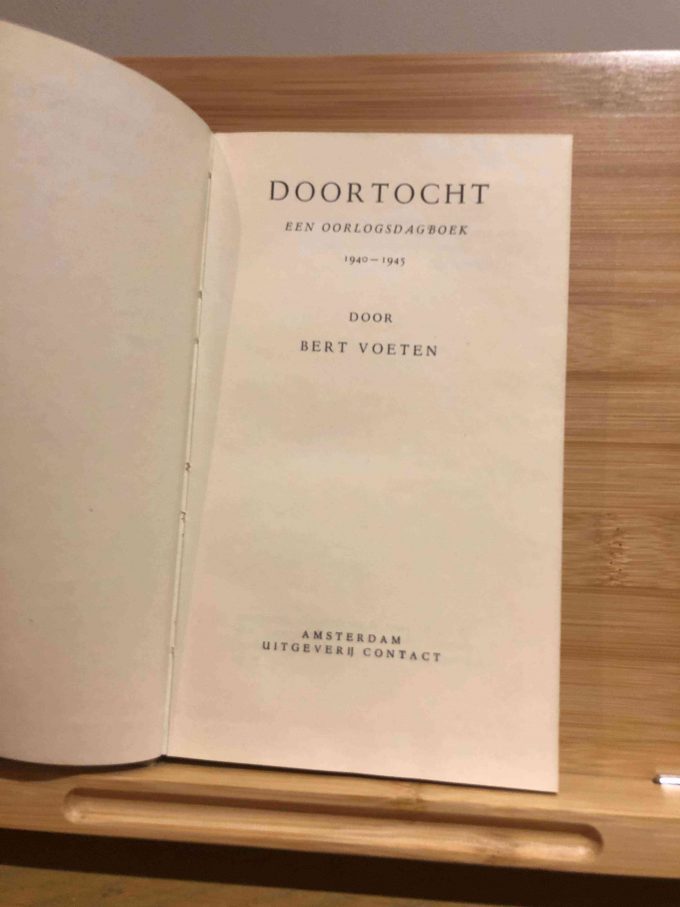 DOORTOCHT
EEN OORLOGSDAGBOEK
1940–1945
DOOR
BERT VOETEN
AMSTERDAM
UITGEVERIJ CONTACT